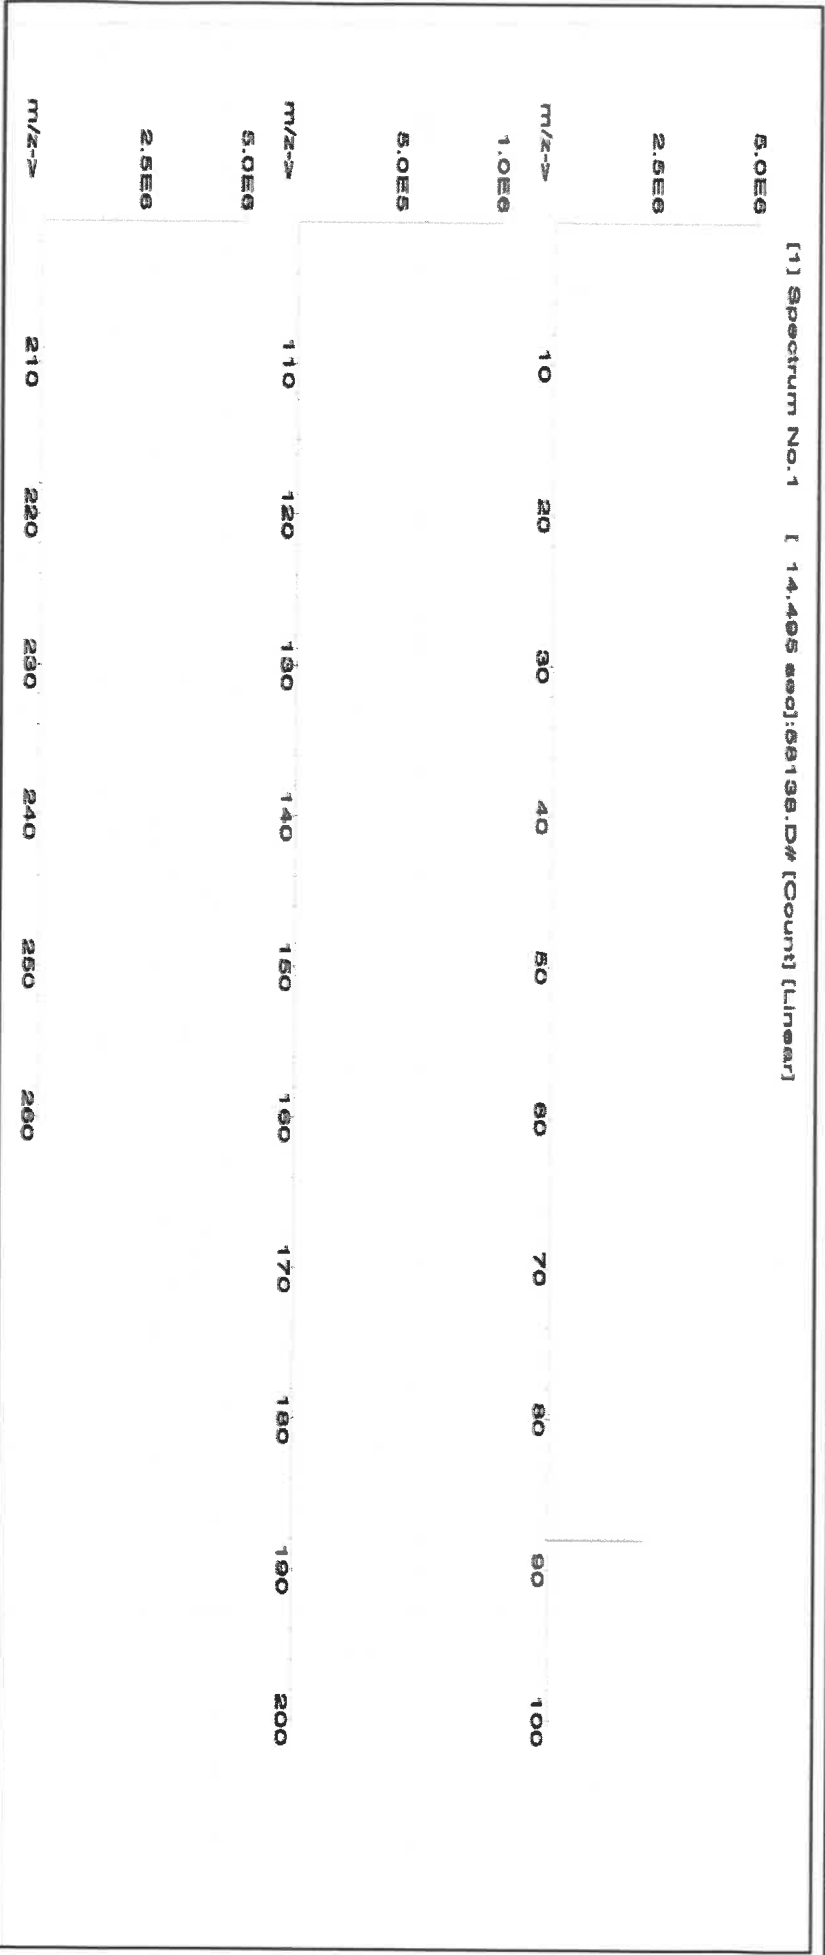 [1] Spectrum No.1 [ 14.495 sec]:58138.D# [Count] [Linear]
5.0E6
2.5E6
m/z-> 10 20 30 40 50 60 70 80 90 100
1.0E6
5.0E5
m/z-> 110 120 130 140 150 160 170 180 190 200
5.0E6
2.5E6
m/z-> 210 220 230 240 250 260